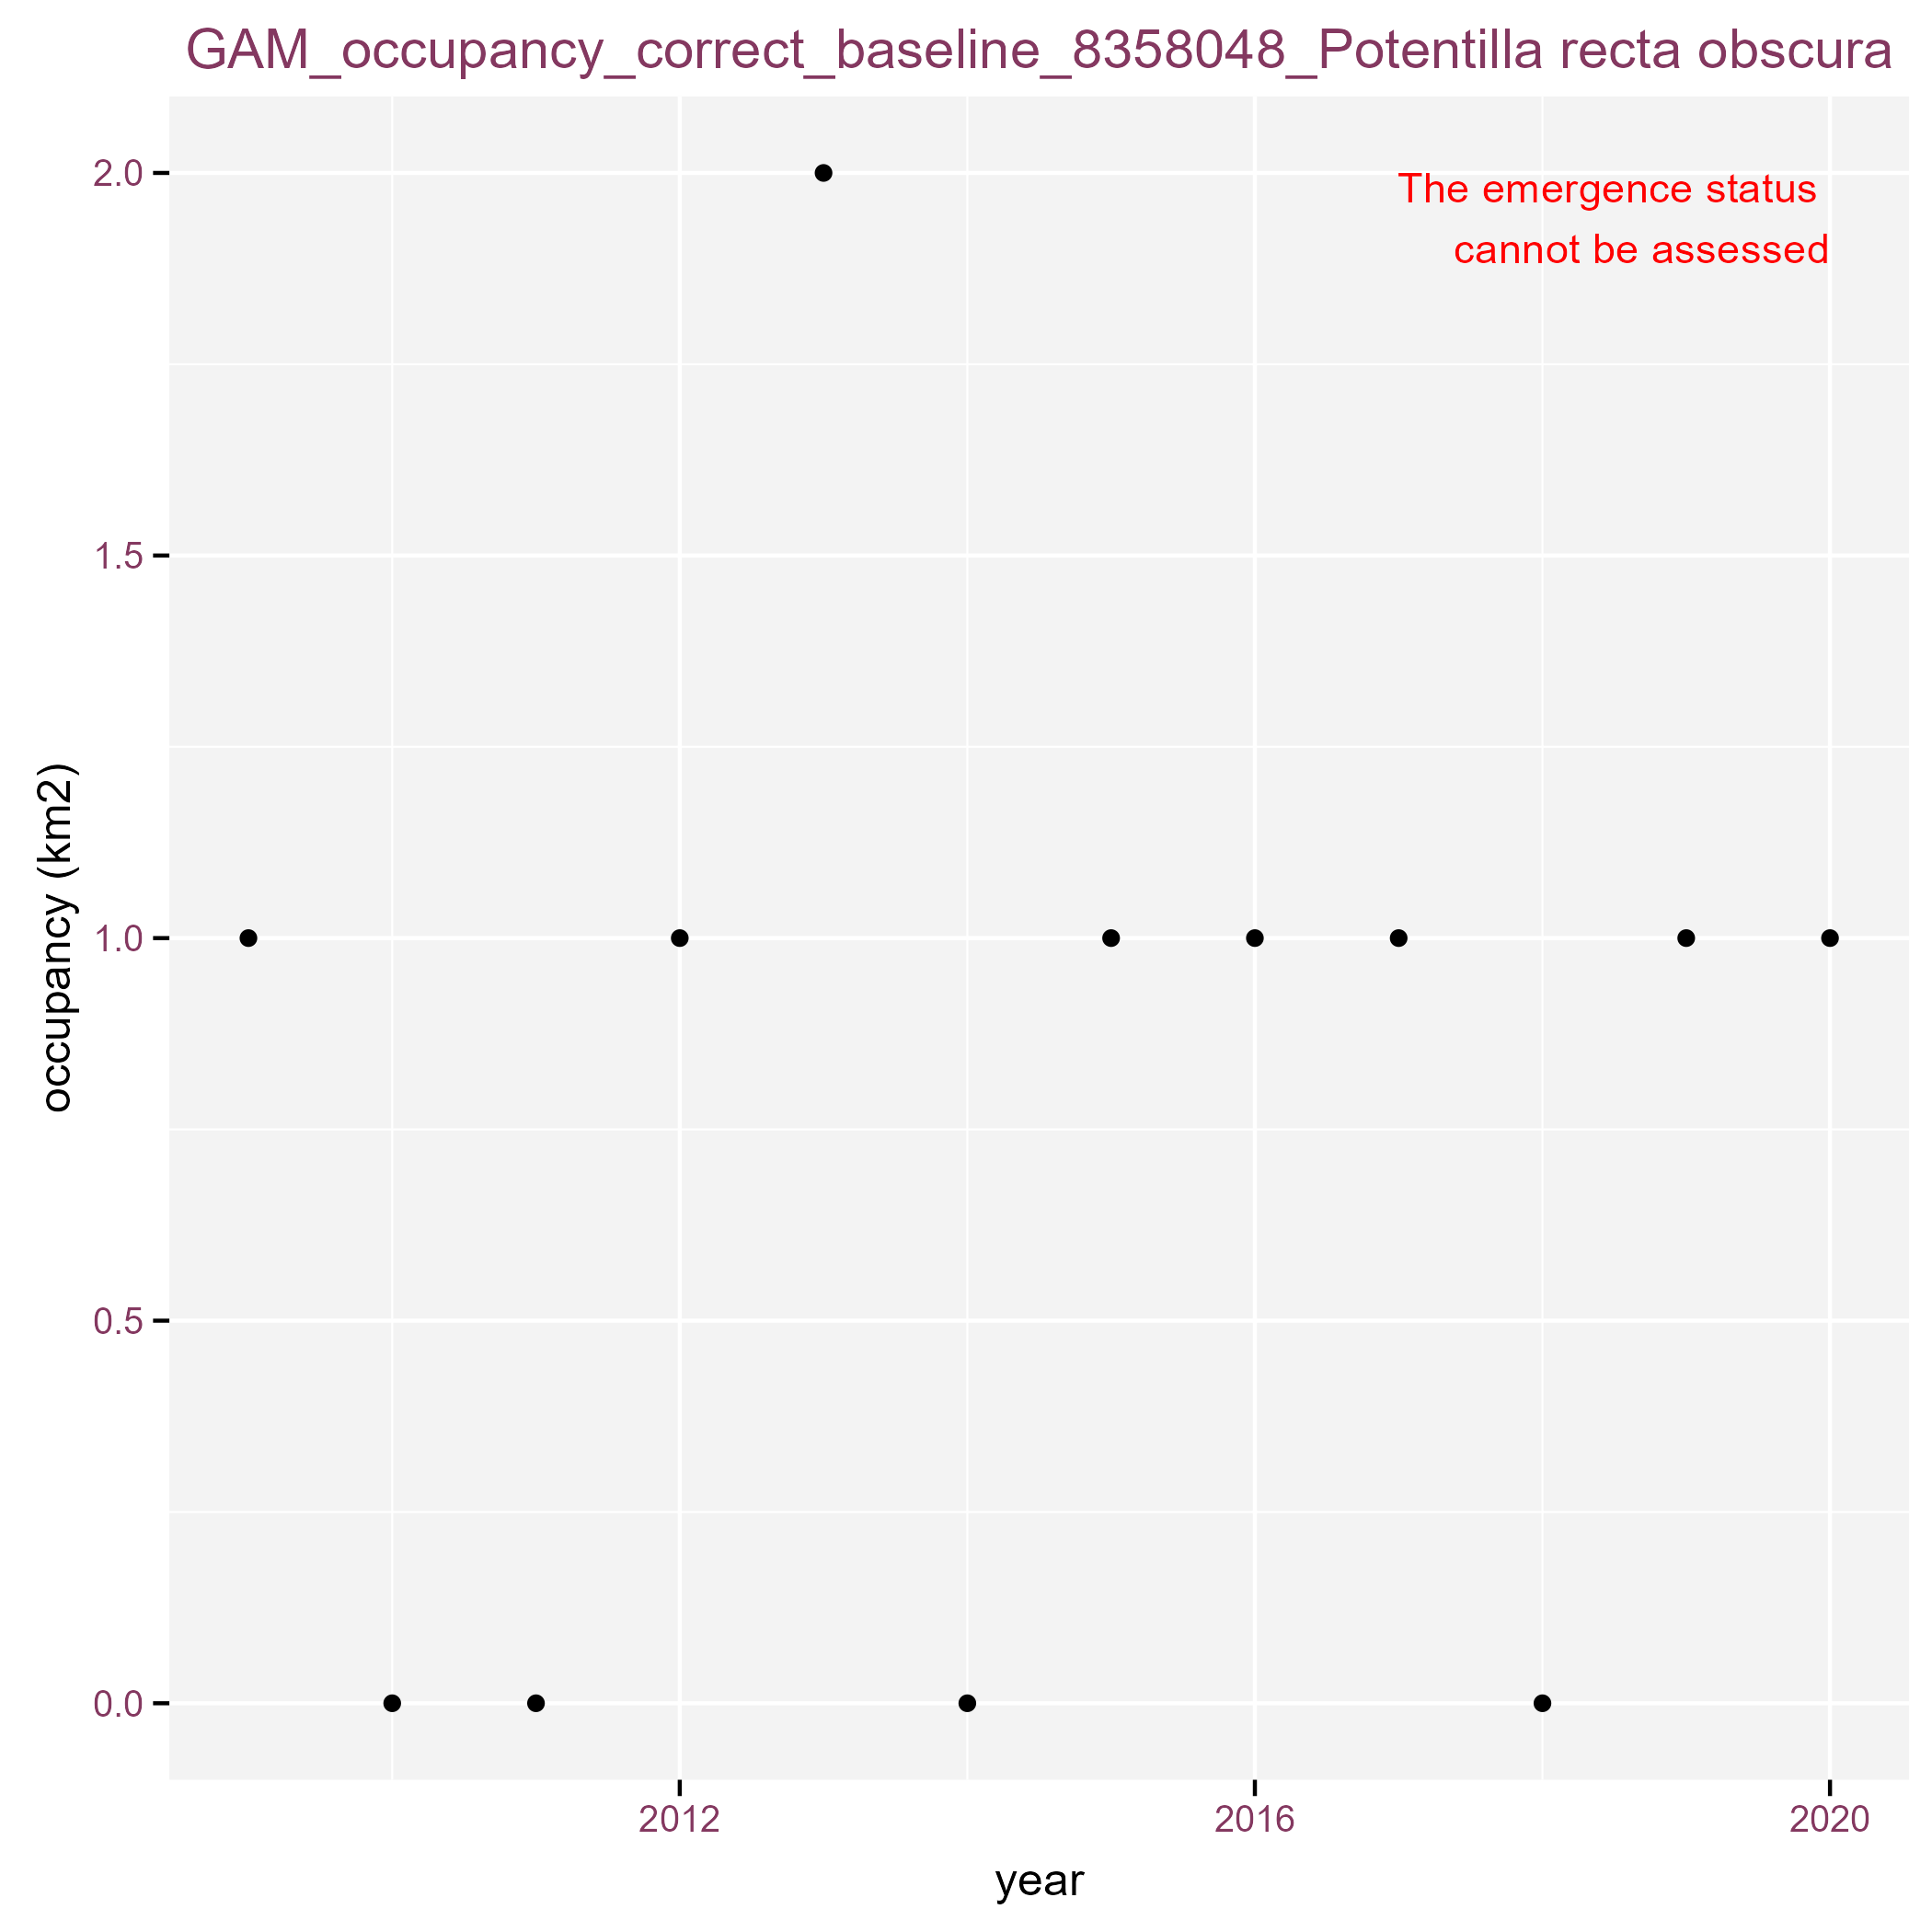 GAM_occupancy_correct_baseline_8358048_Potentilla recta obscura
2.0
The emergence status
cannot be assessed
1.5
occupancy (km2)
1.0
0.5
0.0
2012 2016 2020
year